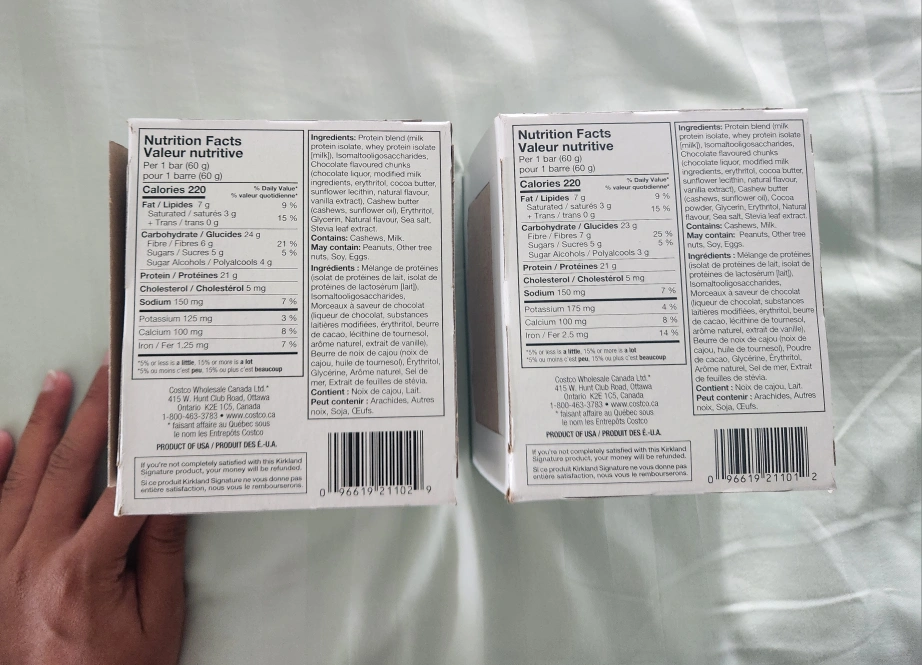 Nutrition Facts
Valeur nutritive
Per 1 bar (60 g)
pour 1 barre (60 g)
Calories 220
% Daily Value*
% valeur quotidienne*
Fat / Lipides 7 g 9 %
Saturated / saturés 3 g
+ Trans / trans 0 g 15 %
Carbohydrate / Glucides 24 g
Fibre / Fibres 6 g 21 %
Sugars / Sucres 5 g 5 %
Sugar Alcohols / Polyalcools 4 g
Protein / Protéines 21 g
Cholesterol / Cholestérol 5 mg
Sodium 150 mg 7 %
Potassium 125 mg 3 %
Calcium 100 mg 8 %
Iron / Fer 1.25 mg 7 %
*5% or less is a little, 15% or more is a lot
*5% ou moins c'est peu, 15% ou plus c'est beaucoup
Costco Wholesale Canada Ltd.*
415 W. Hunt Club Road, Ottawa
Ontario K2E 1C5, Canada
1-800-463-3783 • www.costco.ca
* faisant affaire au Québec sous
le nom les Entrepôts Costco
PRODUCT OF USA / PRODUIT DES É.-U.A.
If you're not completely satisfied with this Kirkland
Signature product, your money will be refunded.
Si ce produit Kirkland Signature ne vous donne pas
entière satisfaction, nous vous le rembourserons.
Ingredients: Protein blend (milk
protein isolate, whey protein isolate
[milk]), Isomaltooligosaccharides,
Chocolate flavoured chunks
(chocolate liquor, modified milk
ingredients, erythritol, cocoa butter,
sunflower lecithin, natural flavour,
vanilla extract), Cashew butter
(cashews, sunflower oil), Erythritol,
Glycerin, Natural flavour, Sea salt,
Stevia leaf extract.
Contains: Cashews, Milk.
May contain: Peanuts, Other tree
nuts, Soy, Eggs.
Ingrédients : Mélange de protéines
(isolat de protéines de lait, isolat de
protéines de lactosérum [lait]),
Isomaltooligosaccharides,
Morceaux à saveur de chocolat
(liqueur de chocolat, substances
laitières modifiées, érythritol, beurre
de cacao, lécithine de tournesol,
arôme naturel, extrait de vanille),
Beurre de noix de cajou (noix de
cajou, huile de tournesol), Érythritol,
Glycérine, Arôme naturel, Sel de
mer, Extrait de feuilles de stévia.
Contient : Noix de cajou, Lait.
Peut contenir : Arachides, Autres
noix, Soja, Œufs.
0 96619 21102 9
Nutrition Facts
Valeur nutritive
Per 1 bar (60 g)
pour 1 barre (60 g)
Calories 220
% Daily Value*
% valeur quotidienne*
Fat / Lipides 7 g 9 %
Saturated / saturés 3 g
+ Trans / trans 0 g 15 %
Carbohydrate / Glucides 23 g
Fibre / Fibres 7 g 25 %
Sugars / Sucres 5 g 5 %
Sugar Alcohols / Polyalcools 3 g
Protein / Protéines 21 g
Cholesterol / Cholestérol 5 mg
Sodium 150 mg 7 %
Potassium 175 mg 4 %
Calcium 100 mg 8 %
Iron / Fer 2.5 mg 14 %
*5% or less is a little, 15% or more is a lot
*5% ou moins c'est peu, 15% ou plus c'est beaucoup
Costco Wholesale Canada Ltd.*
415 W. Hunt Club Road, Ottawa
Ontario K2E 1C5, Canada
1-800-463-3783 • www.costco.ca
* faisant affaire au Québec sous
le nom les Entrepôts Costco
PRODUCT OF USA / PRODUIT DES É.-U.A.
If you're not completely satisfied with this Kirkland
Signature product, your money will be refunded.
Si ce produit Kirkland Signature ne vous donne pas
entière satisfaction, nous vous le rembourserons.
Ingredients: Protein blend (milk
protein isolate, whey protein isolate
[milk]), Isomaltooligosaccharides,
Chocolate flavoured chunks
(chocolate liquor, modified milk
ingredients, erythritol, cocoa butter,
sunflower lecithin, natural flavour,
vanilla extract), Cashew butter
(cashews, sunflower oil), Cocoa
powder, Glycerin, Erythritol, Natural
flavour, Sea salt, Stevia leaf extract.
Contains: Cashews, Milk.
May contain: Peanuts, Other tree
nuts, Soy, Eggs.
Ingrédients : Mélange de protéines
(isolat de protéines de lait, isolat de
protéines de lactosérum [lait]),
Isomaltooligosaccharides,
Morceaux à saveur de chocolat
(liqueur de chocolat, substances
laitières modifiées, érythritol, beurre
de cacao, lécithine de tournesol,
arôme naturel, extrait de vanille),
Beurre de noix de cajou (noix de
cajou, huile de tournesol), Poudre
de cacao, Glycérine, Érythritol,
Arôme naturel, Sel de mer, Extrait
de feuilles de stévia.
Contient : Noix de cajou, Lait.
Peut contenir : Arachides, Autres
noix, Soja, Œufs.
0 96619 21101 2